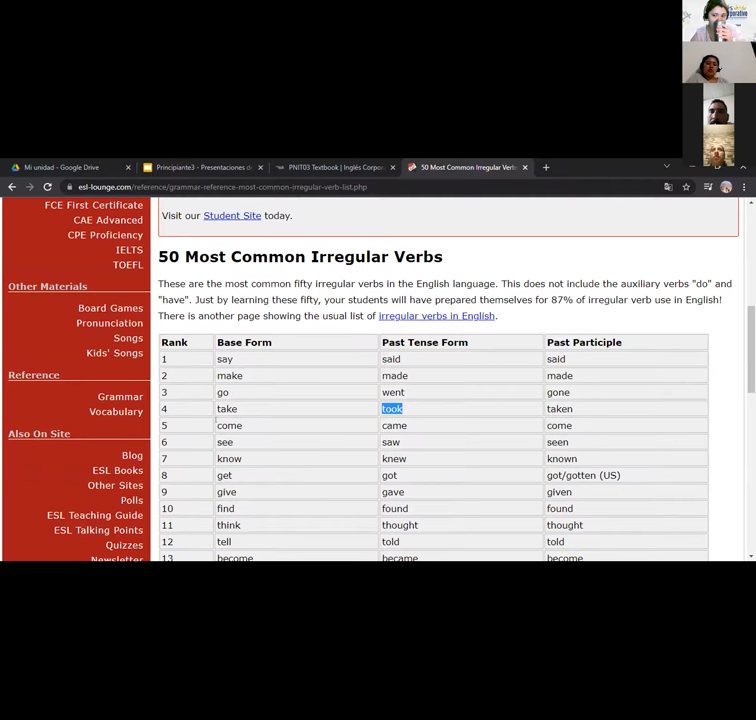 Mi unidad - Google Drive
Principiante3 - Presentaciones d
PNIT03 Textbook | Inglés Corpor
50 Most Common Irregular Verb
esl-lounge.com/reference/grammar-reference-most-common-irregular-verb-list.php
FCE First Certificate
CAE Advanced
CPE Proficiency
IELTS
TOEFL
Other Materials
Board Games
Pronunciation
Songs
Kids' Songs
Reference
Grammar
Vocabulary
Also On Site
Blog
ESL Books
Other Sites
Polls
ESL Teaching Guide
ESL Talking Points
Quizzes
Newsletter
Visit our Student Site today.
50 Most Common Irregular Verbs
These are the most common fifty irregular verbs in the English language. This does not include the auxiliary verbs "do" and
"have". Just by learning these fifty, your students will have prepared themselves for 87% of irregular verb use in English!
There is another page showing the usual list of irregular verbs in English.
Rank Base Form Past Tense Form Past Participle
1 say said said
2 make made made
3 go went gone
4 take took taken
5 come came come
6 see saw seen
7 know knew known
8 get got got/gotten (US)
9 give gave given
10 find found found
11 think thought thought
12 tell told told
13 become became become